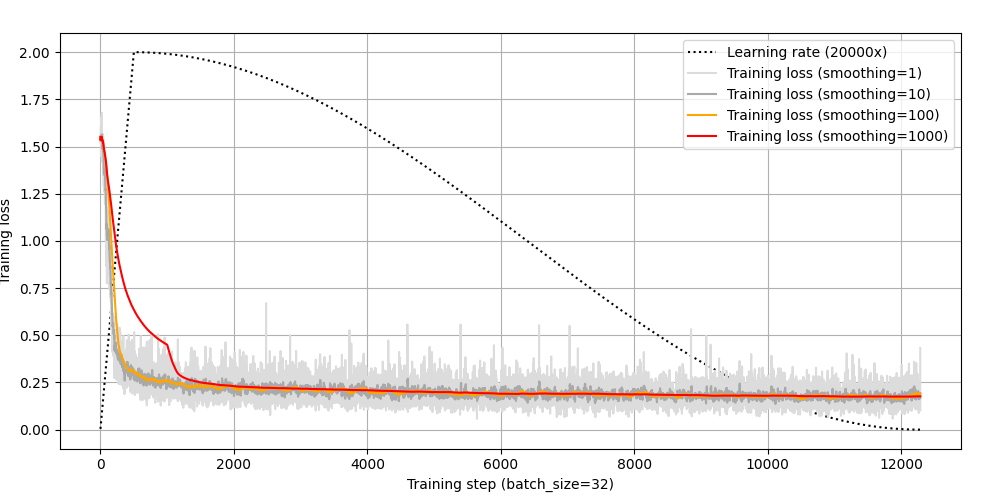 2.00
1.75
1.50
1.25
1.00
0.75
0.50
0.25
0.00
Training loss
Learning rate (20000x)
Training loss (smoothing=1)
Training loss (smoothing=10)
Training loss (smoothing=100)
Training loss (smoothing=1000)
0 2000 4000 6000 8000 10000 12000
Training step (batch_size=32)